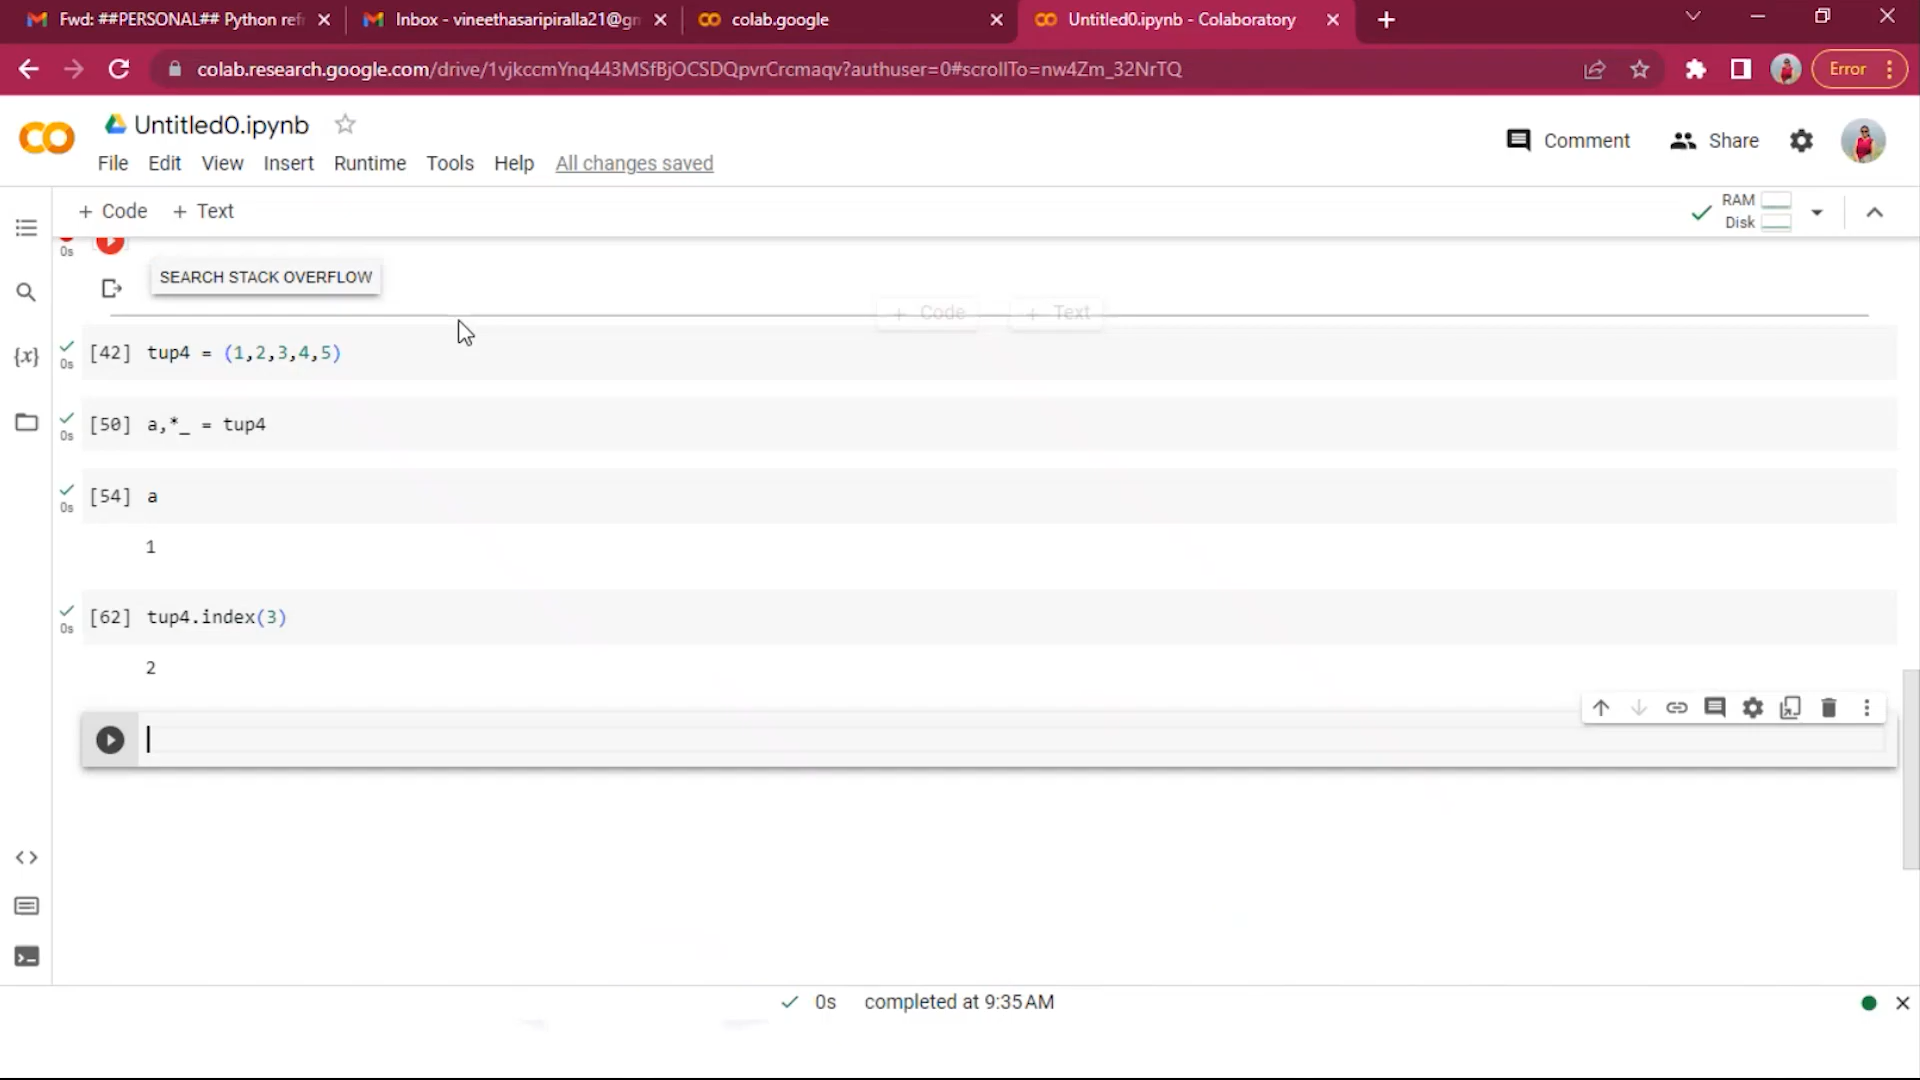 Fwd: ##PERSONAL## Python ref
Inbox - vineethasaripiralla21@gm
colab.google
Untitled0.ipynb - Colaboratory
colab.research.google.com/drive/1vjkccmYnq443MSfBjOCSDQpvrCrcmaqv?authuser=0#scrollTo=nw4Zm_32NrTQ
Error
CO
Untitled0.ipynb
Comment
Share
File Edit View Insert Runtime Tools Help All changes saved
+ Code + Text
RAM
Disk
0s
SEARCH STACK OVERFLOW
+ Code + Text
0s
[42] tup4 = (1,2,3,4,5)
{x}
0s
[50] a,*_ = tup4
0s
[54] a
1
0s
[62] tup4.index(3)
2
0s completed at 9:35 AM